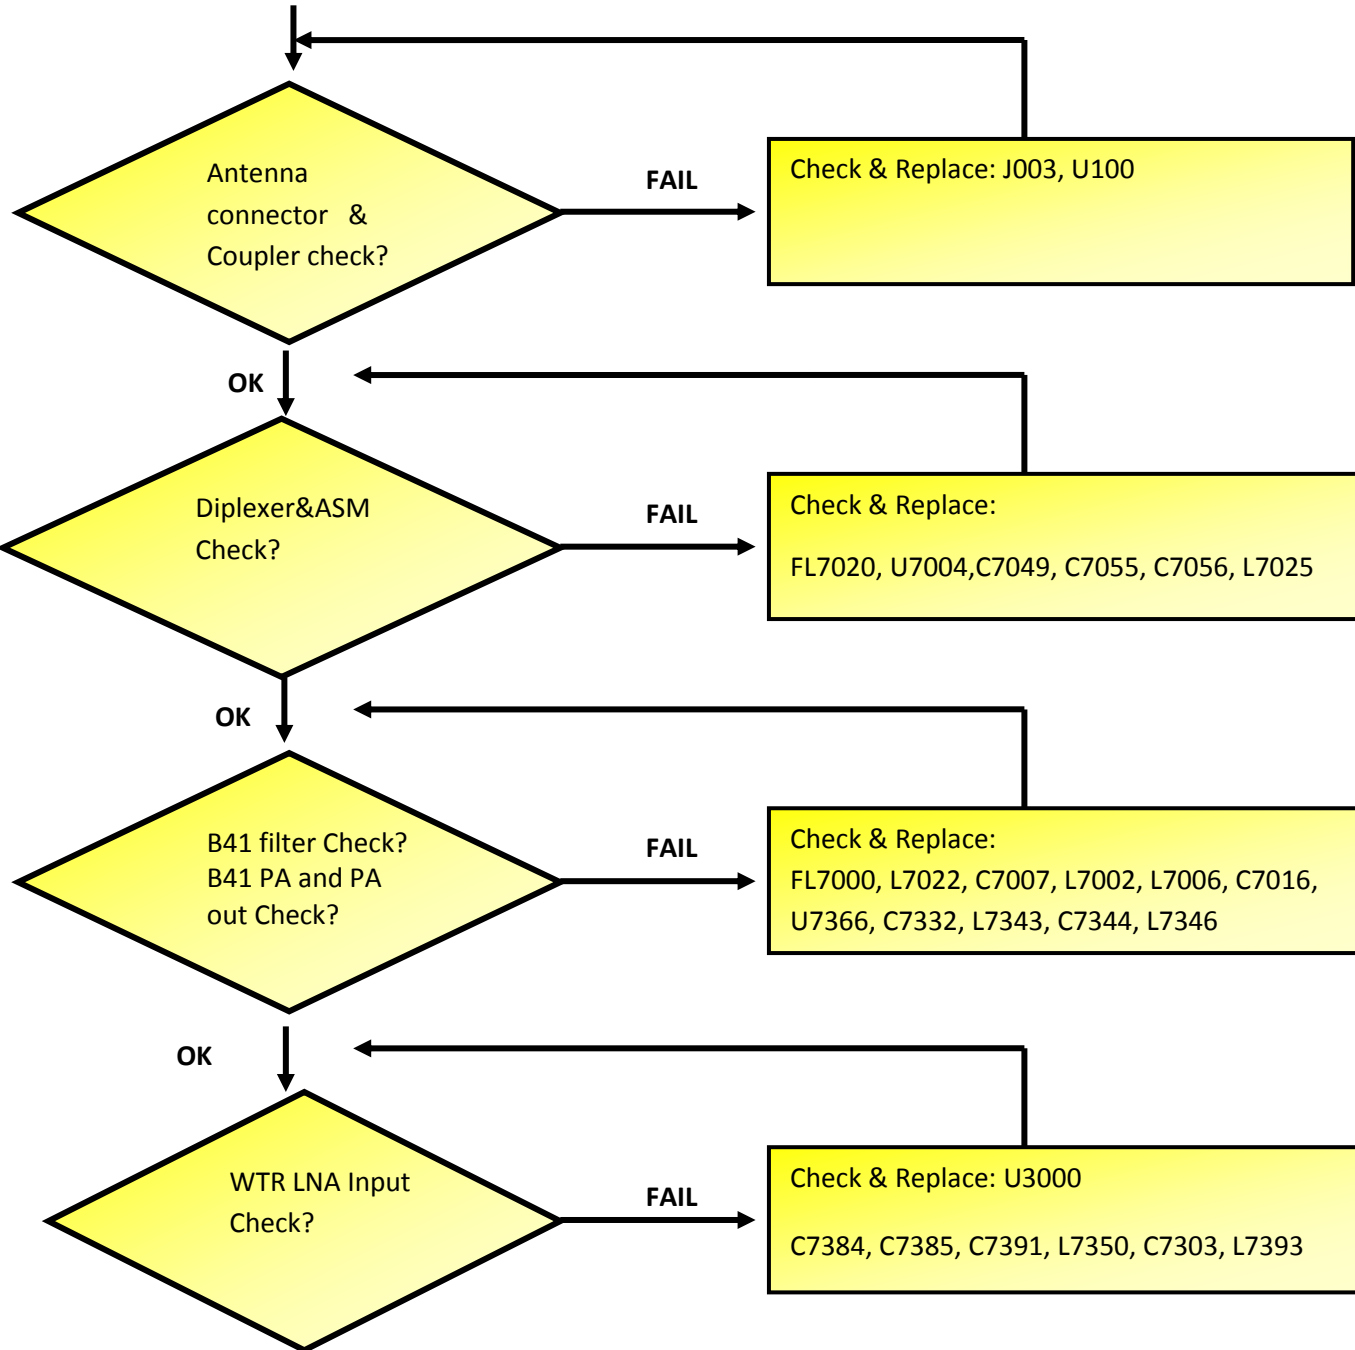 Antenna
connector & 
Coupler check?
FAIL
Check & Replace: J003, U100
OK
Diplexer&ASM
Check?
FAIL
Check & Replace:
FL7020, U7004,C7049, C7055, C7056, L7025
OK
B41 filter Check?
B41 PA and PA
out Check?
FAIL
Check & Replace:
FL7000, L7022, C7007, L7002, L7006, C7016,
U7366, C7332, L7343, C7344, L7346
OK
WTR LNA Input
Check?
FAIL
Check & Replace: U3000
C7384, C7385, C7391, L7350, C7303, L7393